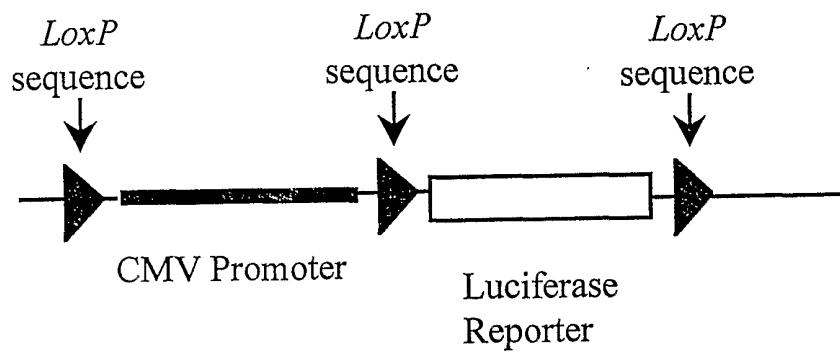 LoxP
sequence
LoxP
sequence
LoxP
sequence
CMV Promoter
Luciferase
Reporter